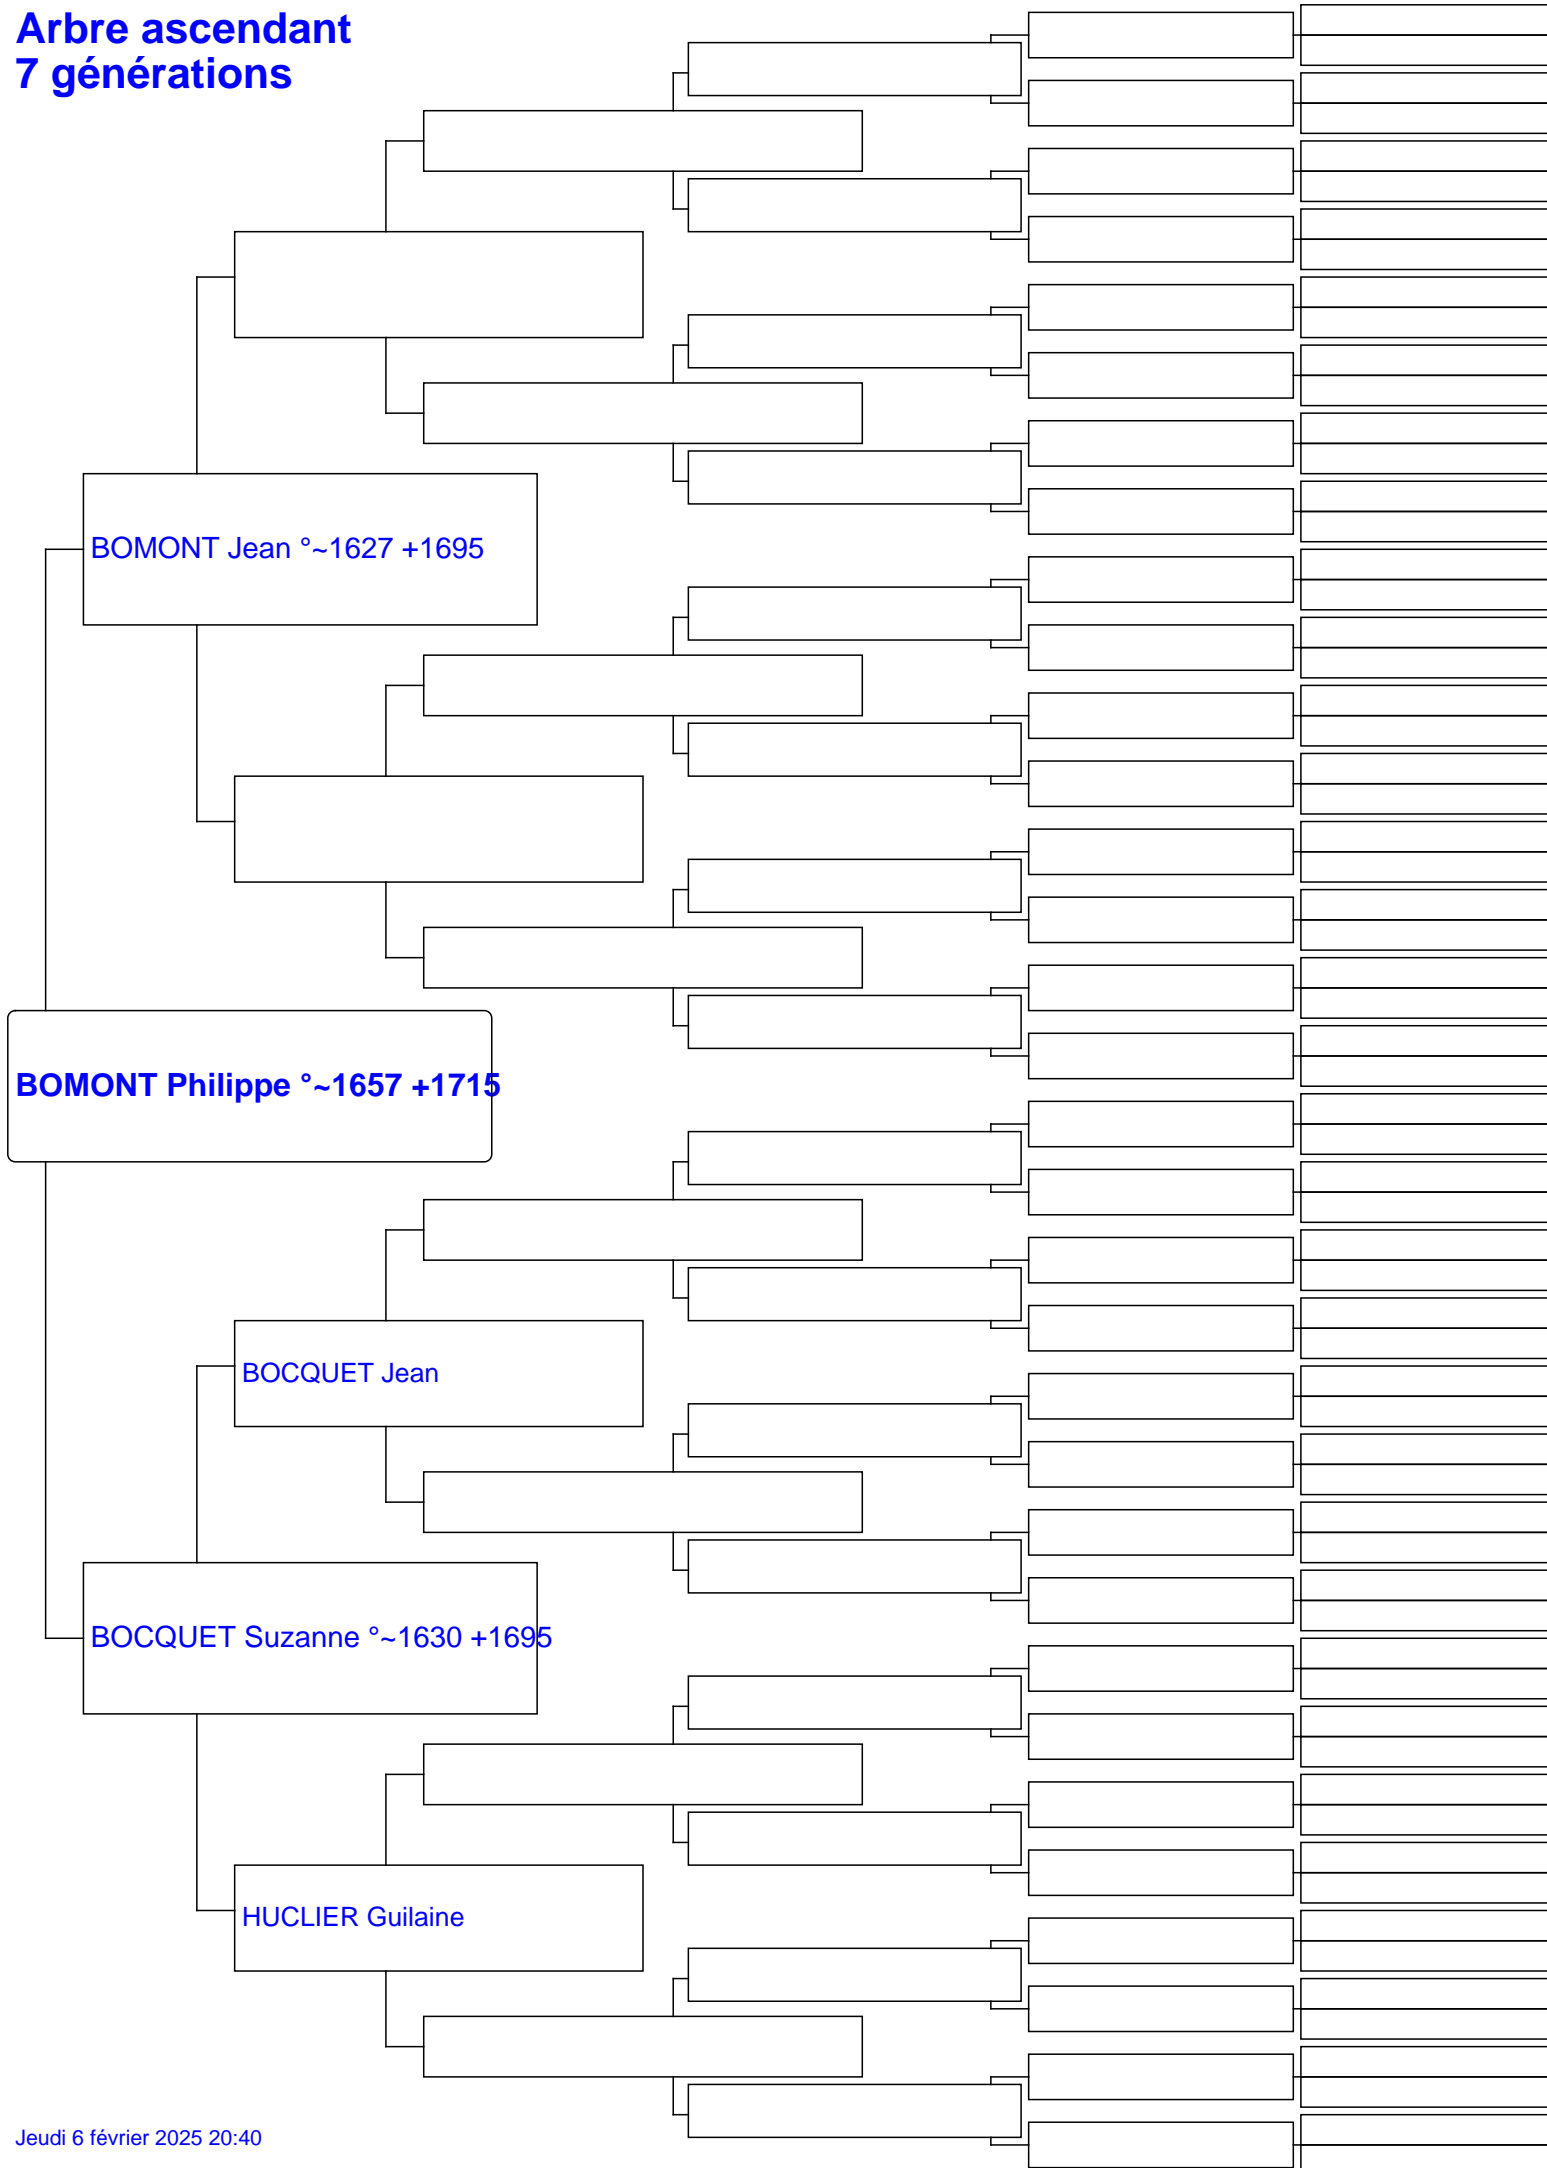 Arbre ascendant
7 générations
BOMONT Jean °~1627 +1695
BOMONT Philippe °~1657 +1715
BOCQUET Jean
BOCQUET Suzanne °~1630 +1695
HUCLIER Guilaine
Jeudi 6 février 2025 20:40